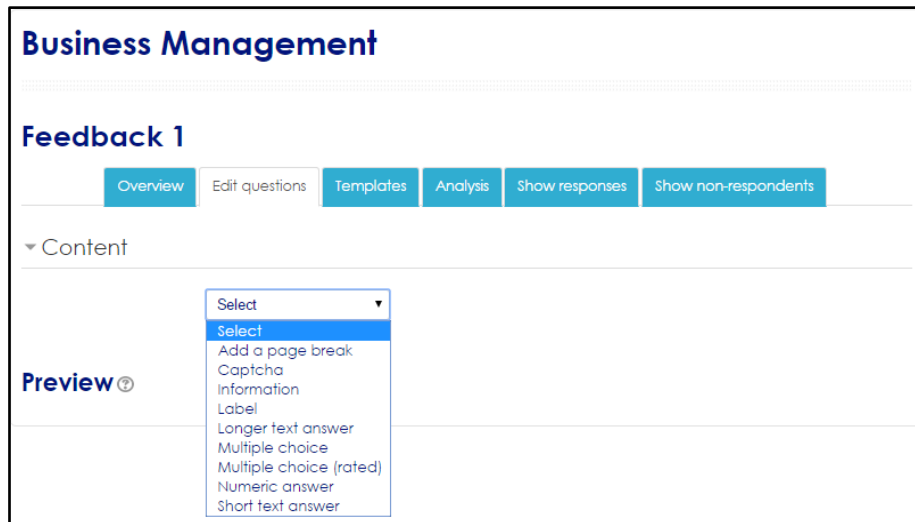 Business Management
Feedback 1
Overview Edit questions Templates Analysis Show responses Show non-respondents
Content
Select
Select
Add a page break
Captcha
Information
Label
Longer text answer
Multiple choice
Multiple choice (rated)
Numeric answer
Short text answer
Preview ?